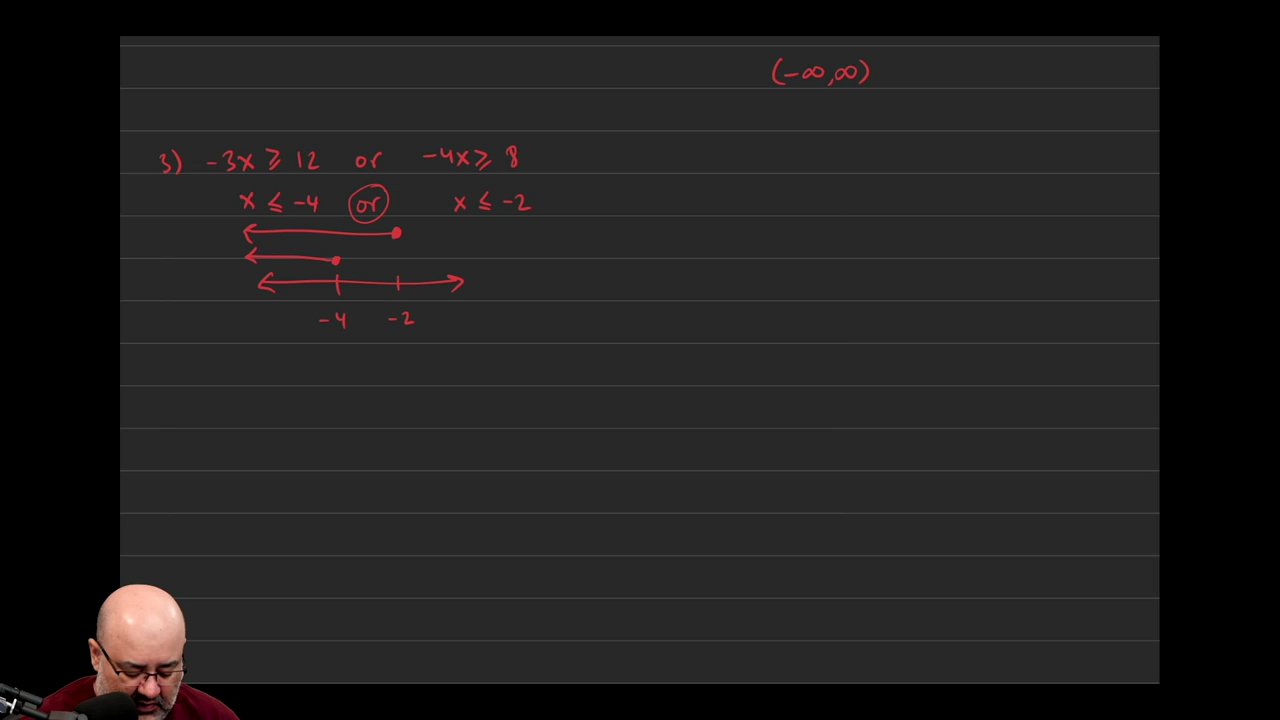 (-∞,∞)
3) -3x ≥ 12 or -4x ≥ 8
x ≤ -4 or x ≤ -2
-4 -2